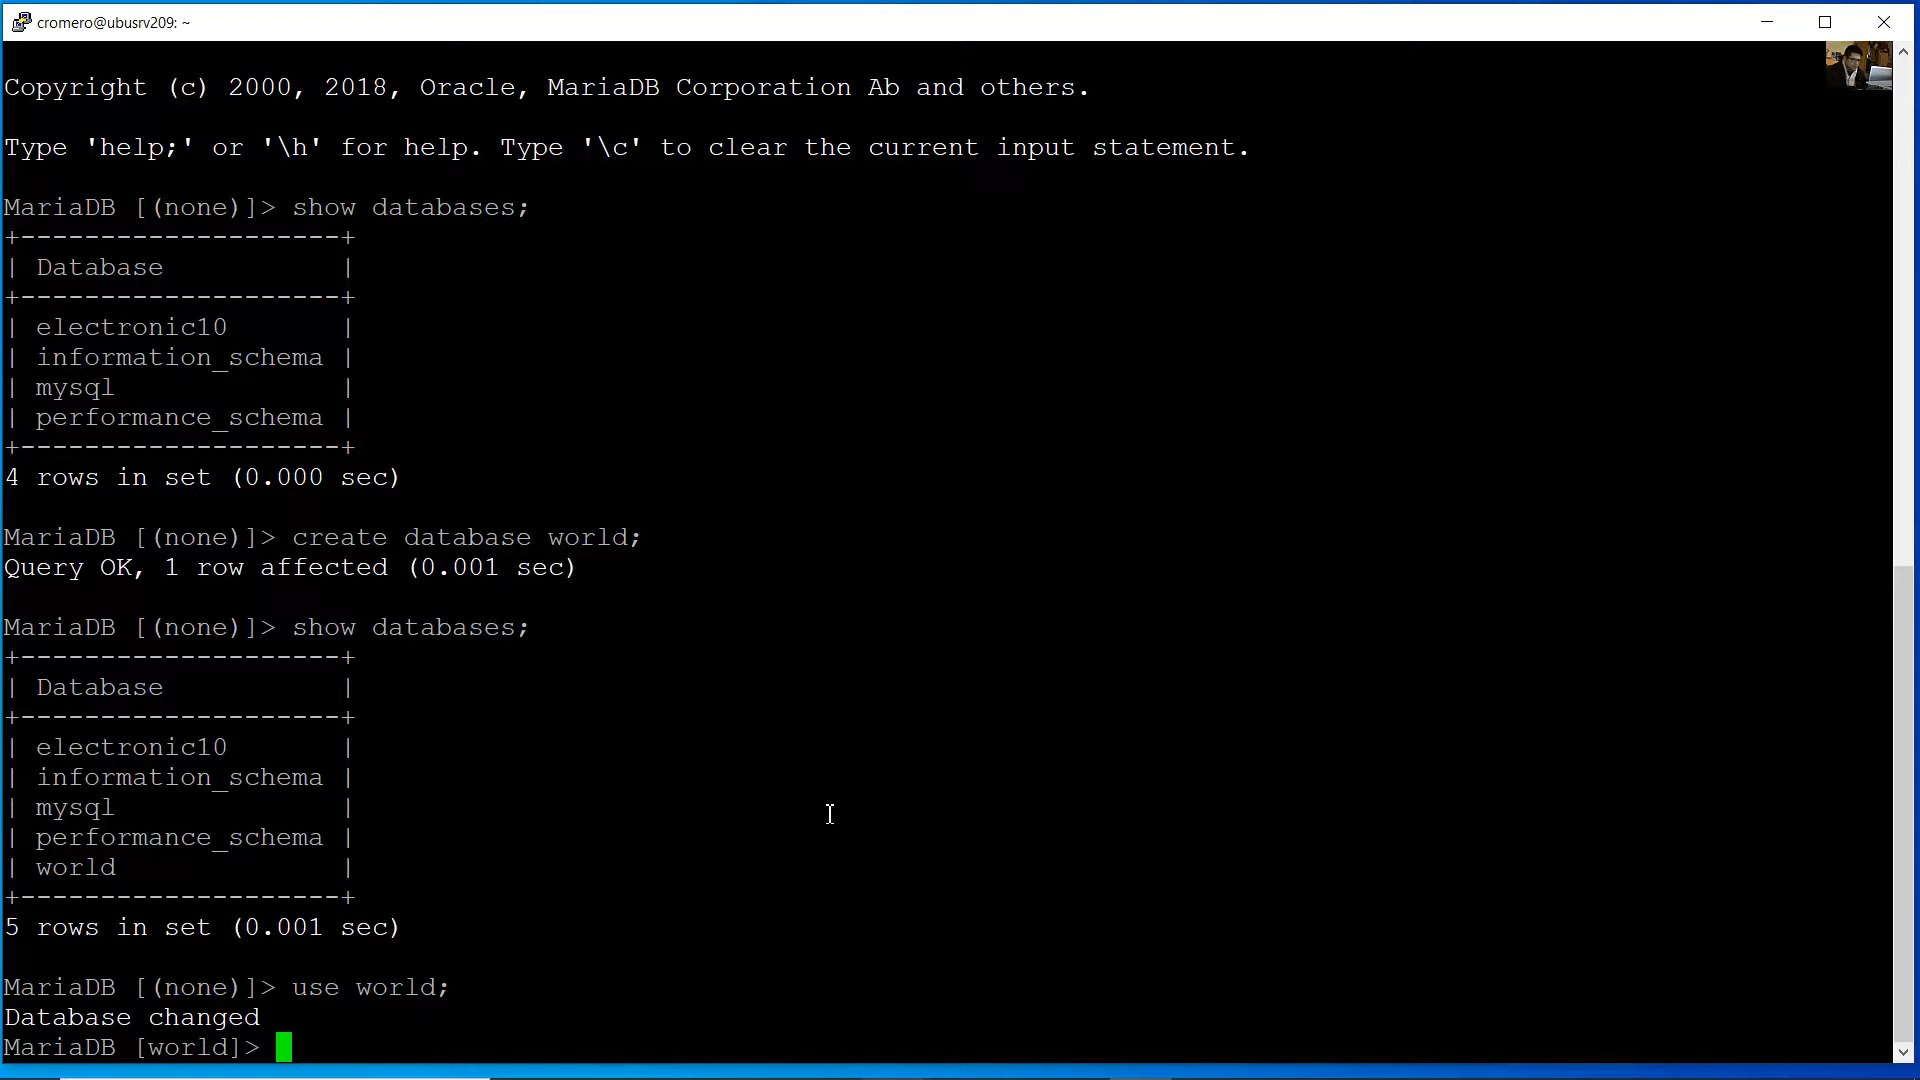 cromero@ubusrv209: ~
Copyright (c) 2000, 2018, Oracle, MariaDB Corporation Ab and others.
Type 'help;' or '\h' for help. Type '\c' to clear the current input statement.
MariaDB [(none)]> show databases;
+--------------------+
| Database           |
+--------------------+
| electronic10       |
| information_schema |
| mysql              |
| performance_schema |
+--------------------+
4 rows in set (0.000 sec)
MariaDB [(none)]> create database world;
Query OK, 1 row affected (0.001 sec)
MariaDB [(none)]> show databases;
+--------------------+
| Database           |
+--------------------+
| electronic10       |
| information_schema |
| mysql              |
| performance_schema |
| world              |
+--------------------+
5 rows in set (0.001 sec)
MariaDB [(none)]> use world;
Database changed
MariaDB [world]>